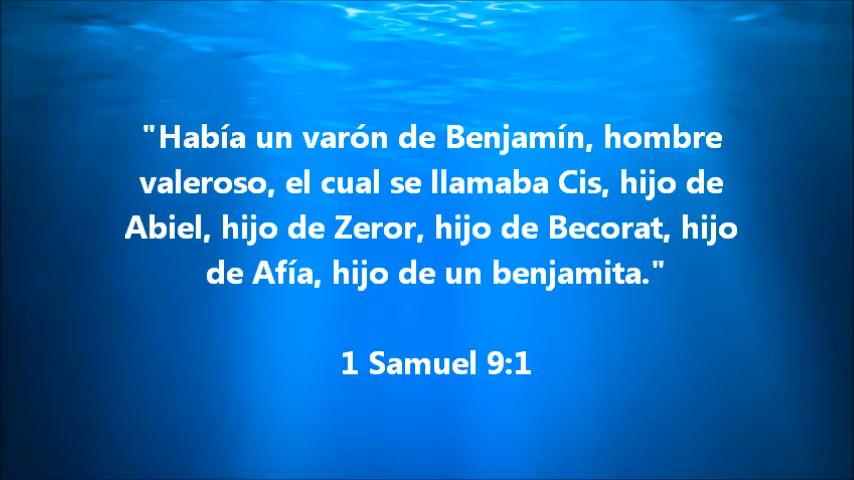 "Había un varón de Benjamín, hombre
valeroso, el cual se llamaba Cis, hijo de
Abiel, hijo de Zeror, hijo de Becorat, hijo
de Afía, hijo de un benjamita."
1 Samuel 9:1